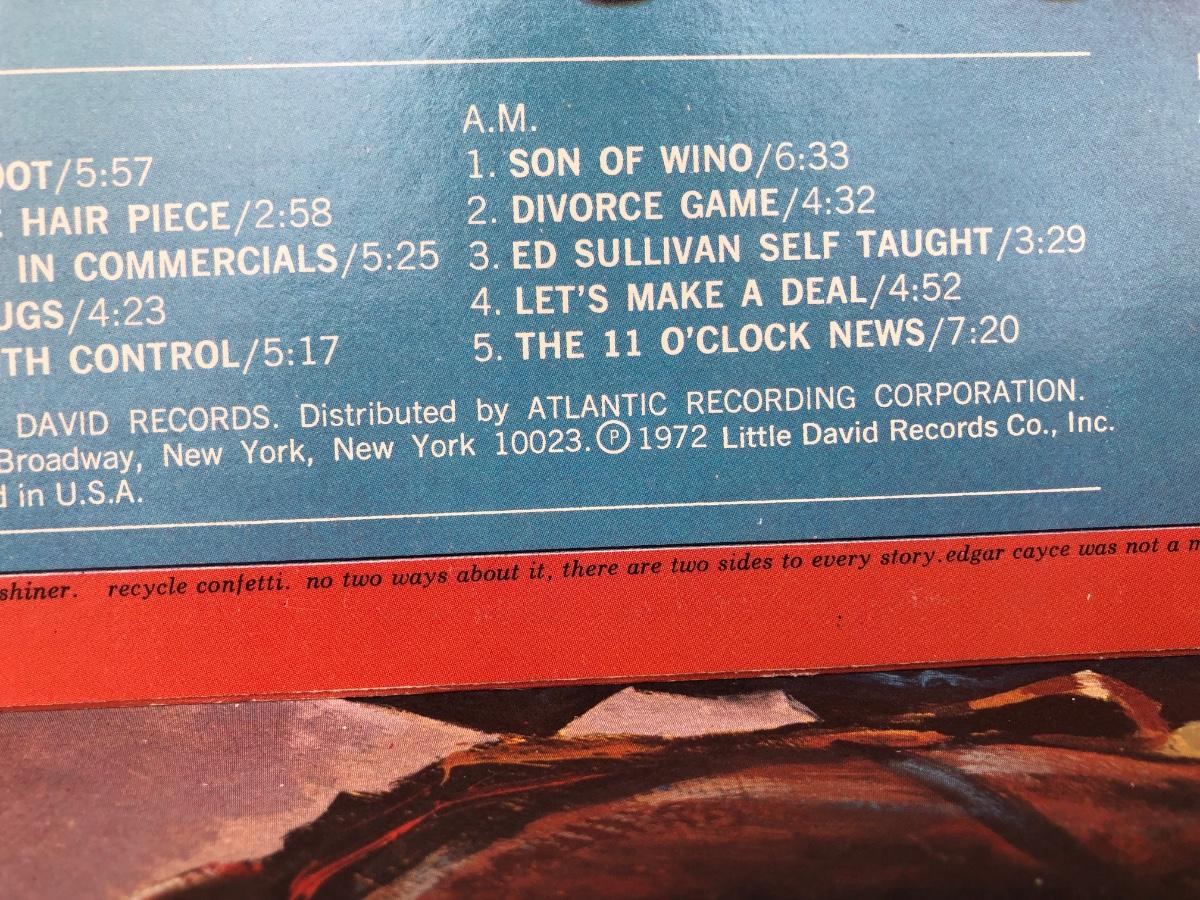 OOT/5:57
HAIR PIECE/2:58
IN COMMERCIALS/5:25
UGS/4:23
TH CONTROL/5:17
A.M.
1. SON OF WINO/6:33
2. DIVORCE GAME/4:32
3. ED SULLIVAN SELF TAUGHT/3:29
4. LET'S MAKE A DEAL/4:52
5. THE 11 O'CLOCK NEWS/7:20
DAVID RECORDS. Distributed by ATLANTIC RECORDING CORPORATION.
Broadway, New York, New York 10023. ℗ 1972 Little David Records Co., Inc.
d in U.S.A.
shiner. recycle confetti. no two ways about it, there are two sides to every story. edgar cayce was not a m